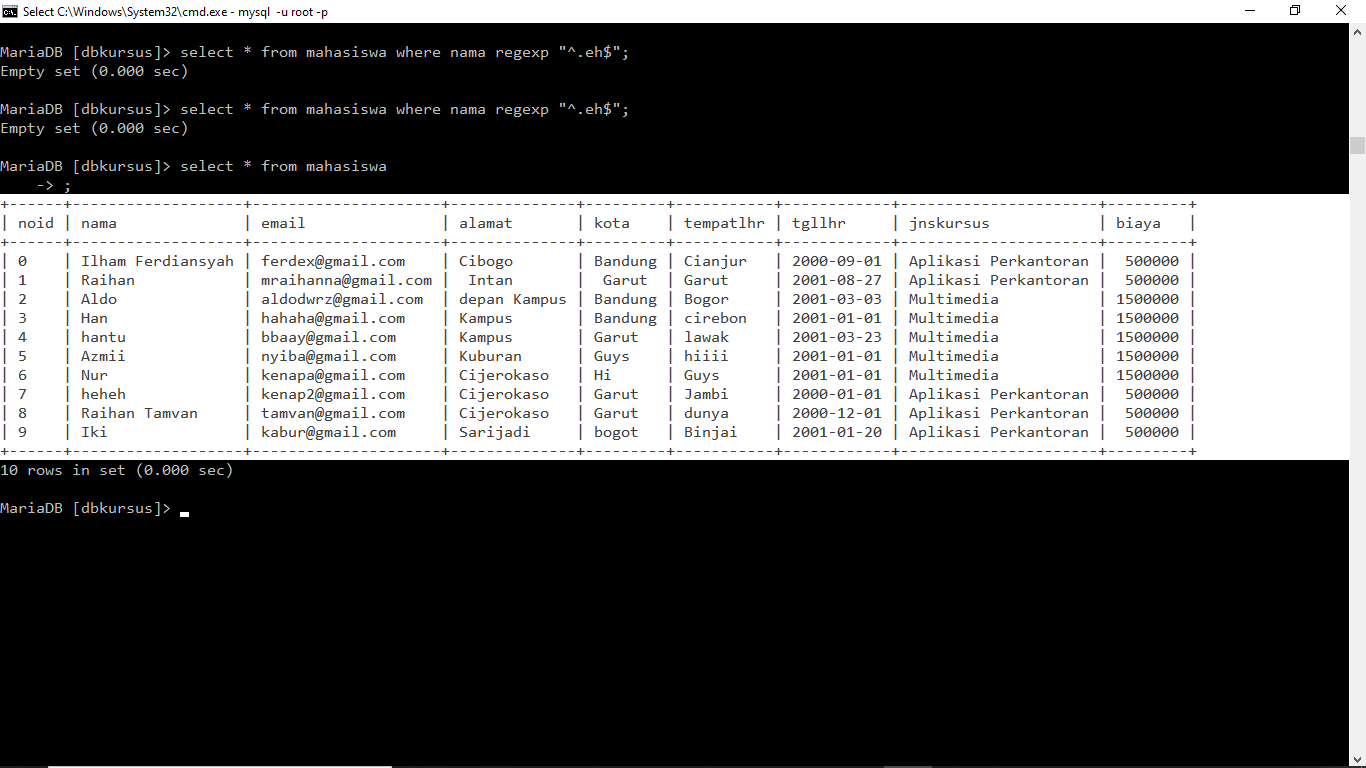 Select C:\Windows\System32\cmd.exe - mysql  -u root -p
MariaDB [dbkursus]> select * from mahasiswa where nama regexp "^.eh$";
Empty set (0.000 sec)
MariaDB [dbkursus]> select * from mahasiswa where nama regexp "^.eh$";
Empty set (0.000 sec)
MariaDB [dbkursus]> select * from mahasiswa
    -> ;
+------+-------------------+---------------------+--------------+---------+-----------+------------+----------------------+---------+
| noid | nama              | email               | alamat       | kota    | tempatlhr | tgllhr     | jnskursus            | biaya   |
+------+-------------------+---------------------+--------------+---------+-----------+------------+----------------------+---------+
| 0    | Ilham Ferdiansyah | ferdex@gmail.com    | Cibogo       | Bandung | Cianjur   | 2000-09-01 | Aplikasi Perkantoran |  500000 |
| 1    | Raihan            | mraihanna@gmail.com |  Intan       |  Garut  | Garut     | 2001-08-27 | Aplikasi Perkantoran |  500000 |
| 2    | Aldo              | aldodwrz@gmail.com  | depan Kampus | Bandung | Bogor     | 2001-03-03 | Multimedia           | 1500000 |
| 3    | Han               | hahaha@gmail.com    | Kampus       | Bandung | cirebon   | 2001-01-01 | Multimedia           | 1500000 |
| 4    | hantu             | bbaay@gmail.com     | Kampus       | Garut   | lawak     | 2001-03-23 | Multimedia           | 1500000 |
| 5    | Azmii             | nyiba@gmail.com     | Kuburan      | Guys    | hiiii     | 2001-01-01 | Multimedia           | 1500000 |
| 6    | Nur               | kenapa@gmail.com    | Cijerokaso   | Hi      | Guys      | 2001-01-01 | Multimedia           | 1500000 |
| 7    | heheh             | kenap2@gmail.com    | Cijerokaso   | Garut   | Jambi     | 2000-01-01 | Aplikasi Perkantoran |  500000 |
| 8    | Raihan Tamvan     | tamvan@gmail.com    | Cijerokaso   | Garut   | dunya     | 2000-12-01 | Aplikasi Perkantoran |  500000 |
| 9    | Iki               | kabur@gmail.com     | Sarijadi     | bogot   | Binjai    | 2001-01-20 | Aplikasi Perkantoran |  500000 |
+------+-------------------+---------------------+--------------+---------+-----------+------------+----------------------+---------+
10 rows in set (0.000 sec)
MariaDB [dbkursus]>